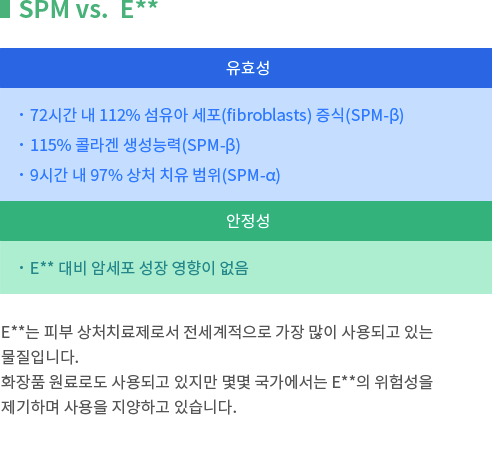 SPM vs. E**
유효성
· 72시간 내 112% 섬유아 세포(fibroblasts) 증식(SPM-β)
· 115% 콜라겐 생성능력(SPM-β)
· 9시간 내 97% 상처 치유 범위(SPM-α)
안정성
· E** 대비 암세포 성장 영향이 없음
E**는 피부 상처치료제로서 전세계적으로 가장 많이 사용되고 있는
물질입니다.
화장품 원료로도 사용되고 있지만 몇몇 국가에서는 E**의 위험성을
제기하며 사용을 지양하고 있습니다.